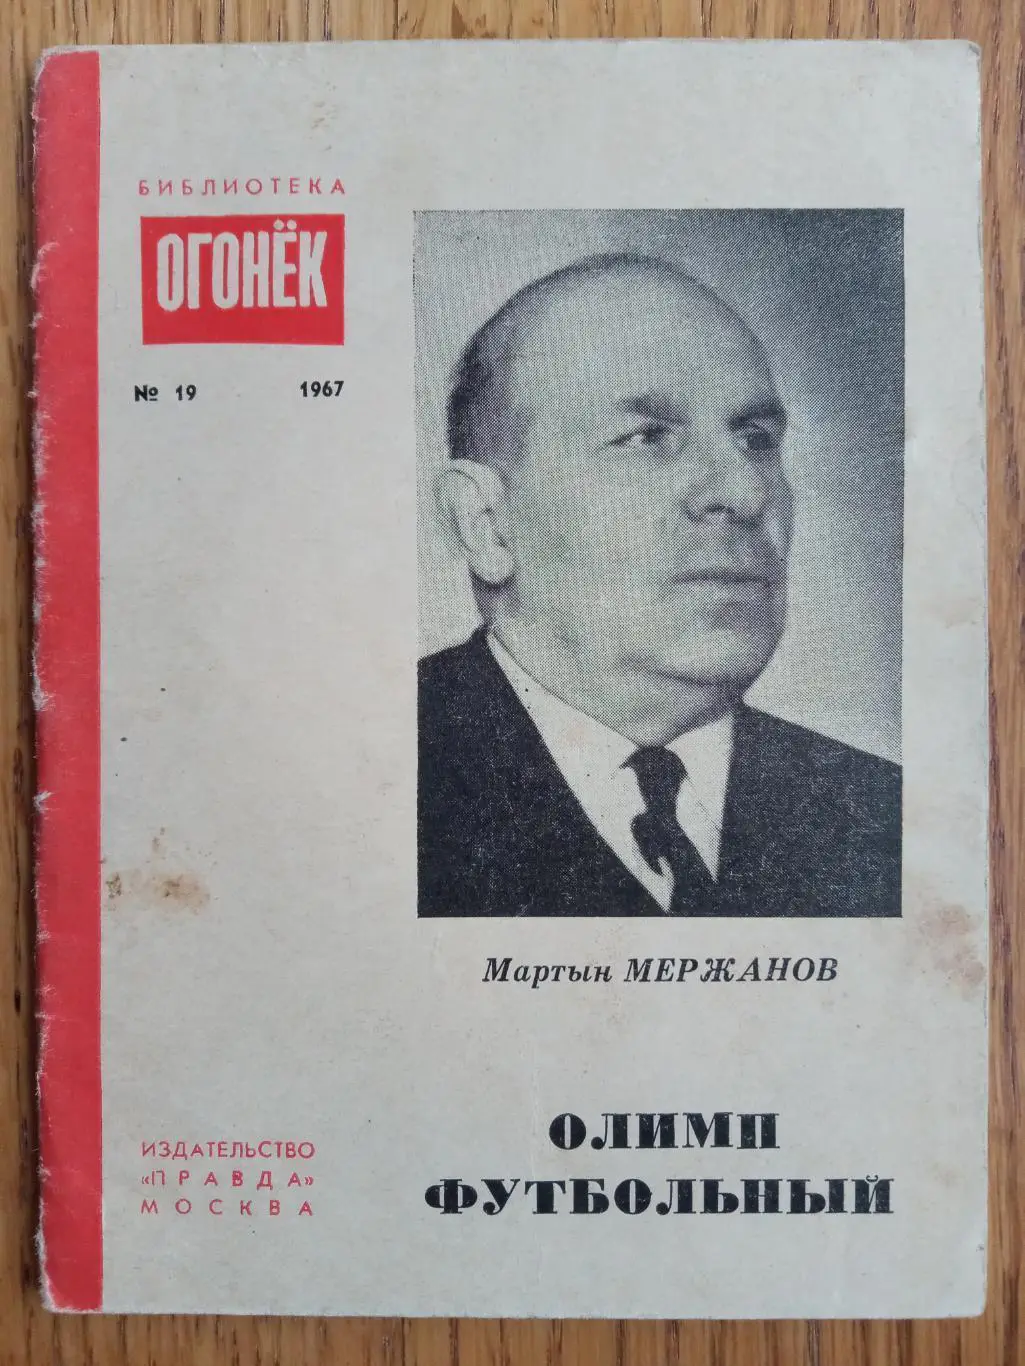 БИБЛИОТЕКА
ОГОНЁК
№ 19 1967
Мартын МЕРЖАНОВ
ОЛИМП
ФУТБОЛЬНЫЙ
ИЗДАТЕЛЬСТВО
«ПРАВДА»
МОСКВА